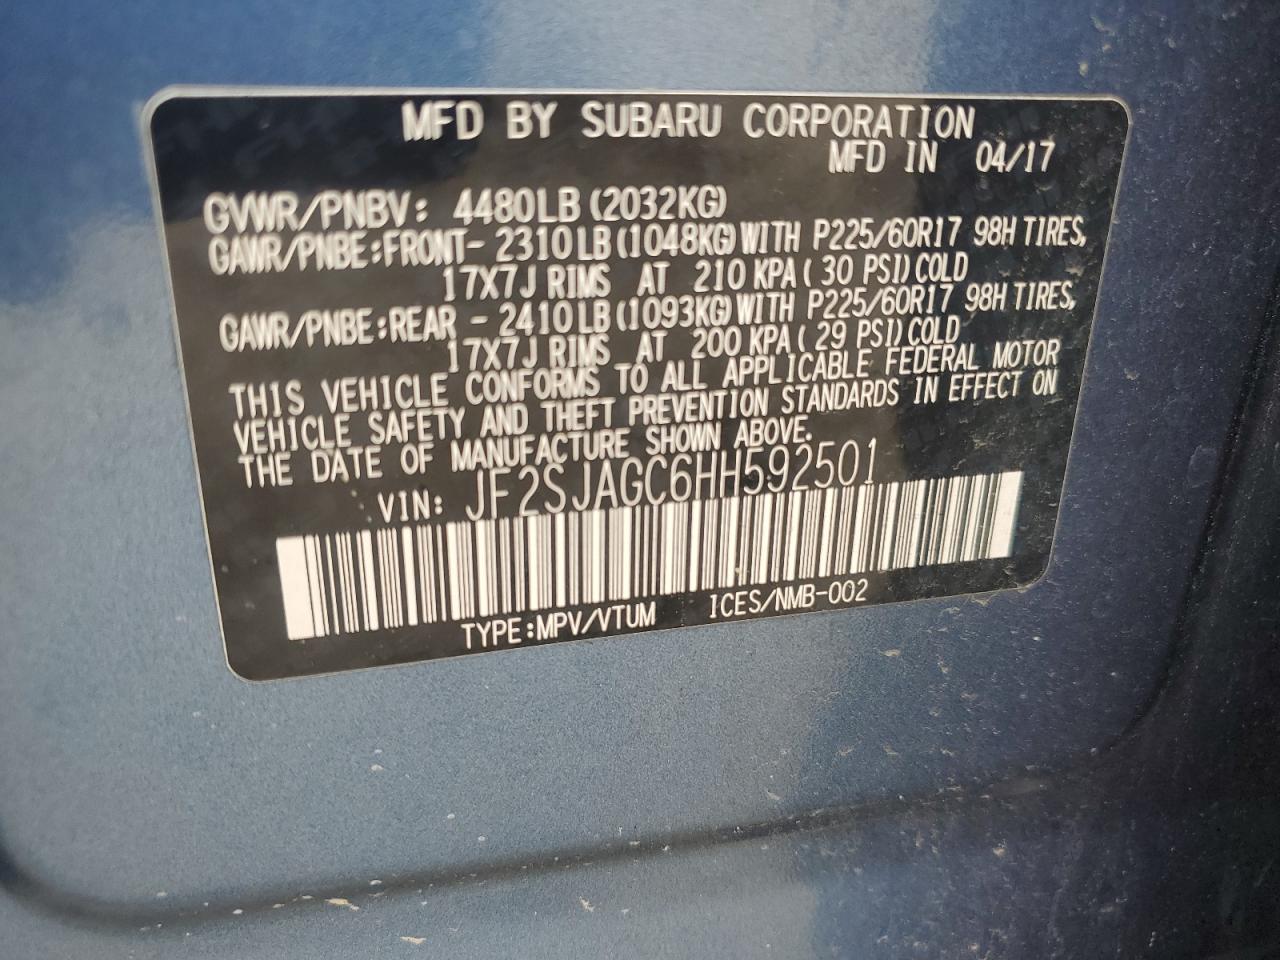 MFD BY SUBARU CORPORATION
MFD IN 04/17
GVWR/PNBV: 4480LB (2032KG)
GAWR/PNBE:FRONT- 2310LB(1048KG)WITH P225/60R17 98H TIRES,
17X7J RIMS AT 210 KPA( 30 PSI)COLD
GAWR/PNBE:REAR - 2410LB(1093KG)WITH P225/60R17 98H TIRES,
17X7J RIMS AT 200 KPA( 29 PSI)COLD
THIS VEHICLE CONFORMS TO ALL APPLICABLE FEDERAL MOTOR
VEHICLE SAFETY AND THEFT PREVENTION STANDARDS IN EFFECT ON
THE DATE OF MANUFACTURE SHOWN ABOVE.
VIN: JF2SJAGC6HH592501
TYPE:MPV/VTUM ICES/NMB-002